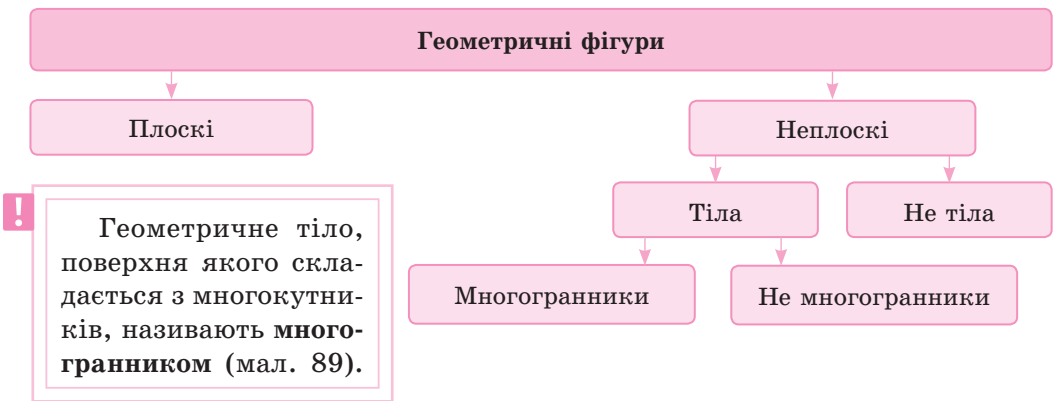 Геометричні фігури
Плоскі
Неплоскі
Тіла
Не тіла
Многогранники
Не многогранники
!
Геометричне тіло,
поверхня якого скла-
дається з многокутни-
ків, називають много-
гранником (мал. 89).